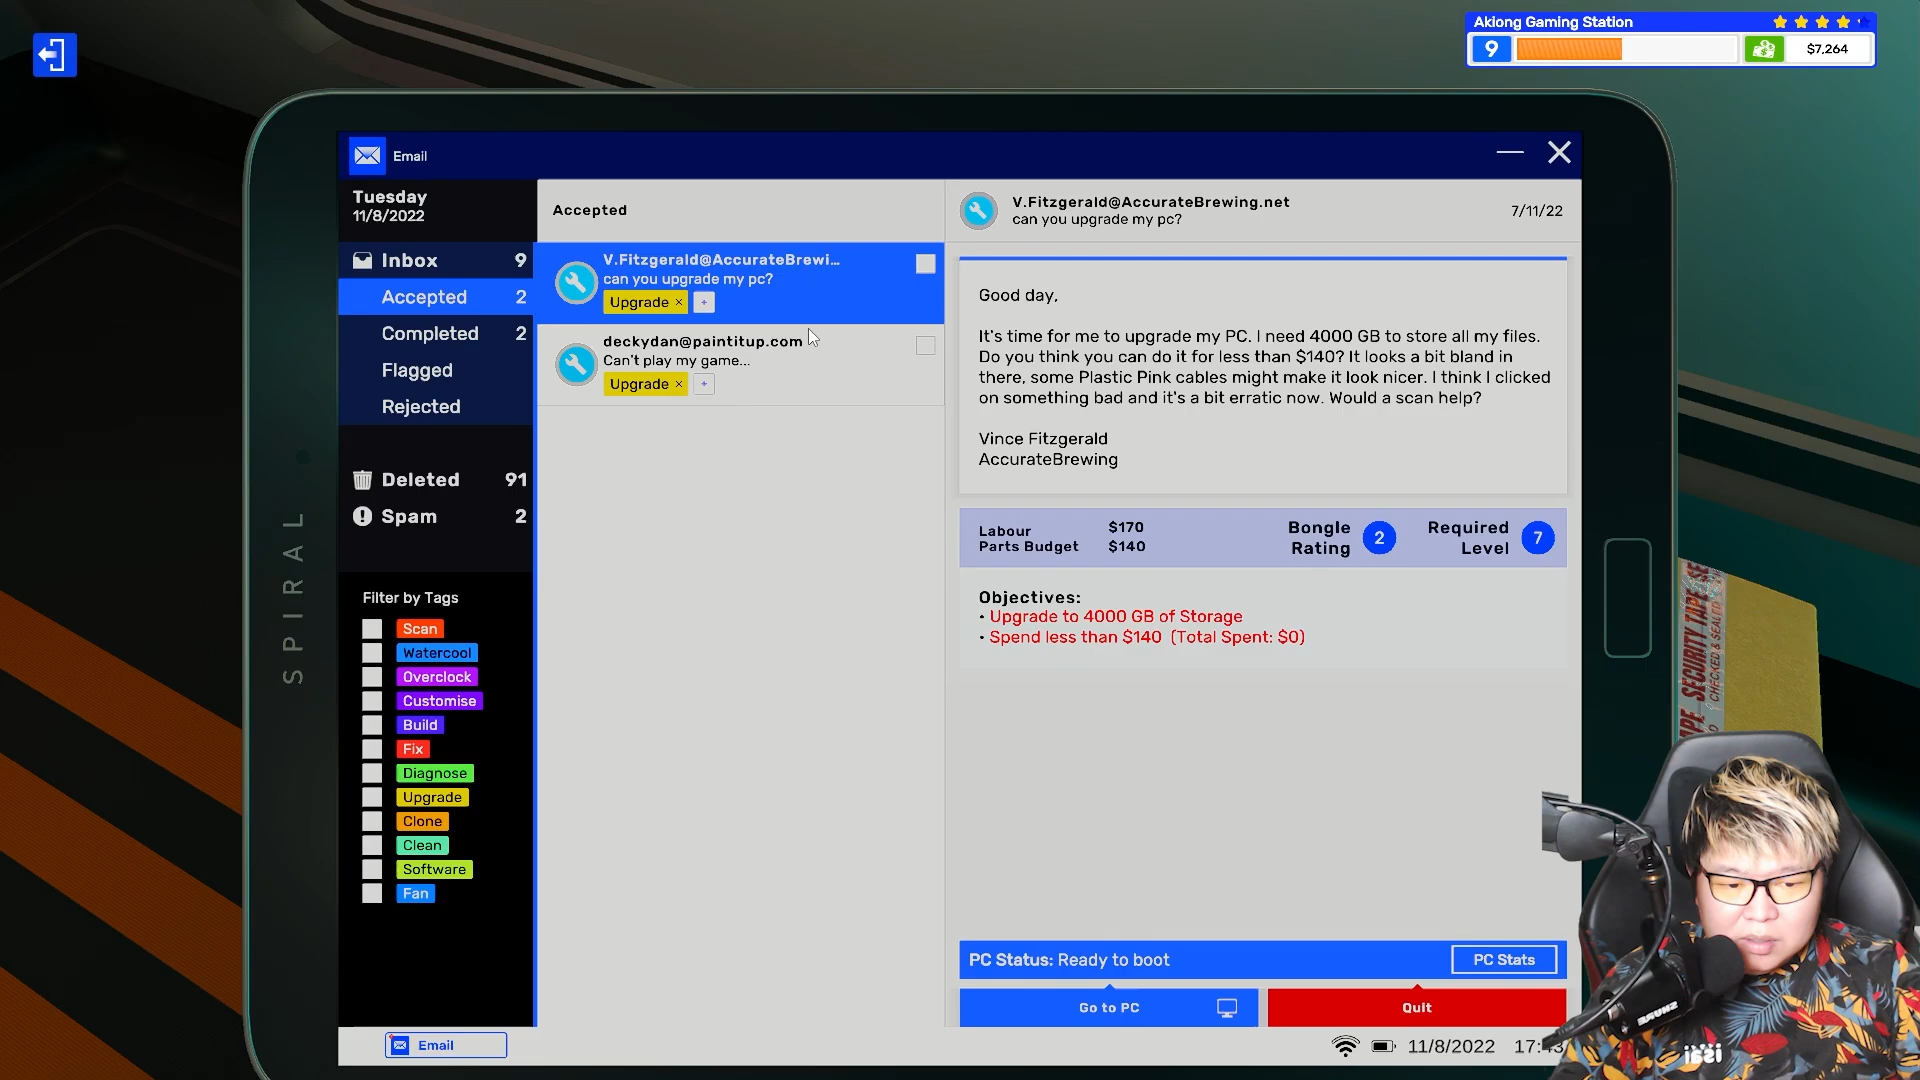 Akiong Gaming Station
9
$7,264
Email
Tuesday
11/8/2022
Inbox 9
Accepted 2
Completed 2
Flagged
Rejected
Deleted 91
Spam 2
Filter by Tags
Scan
Watercool
Overclock
Customise
Build
Fix
Diagnose
Upgrade
Clone
Clean
Software
Fan
Accepted
V.Fitzgerald@AccurateBrewi...
can you upgrade my pc?
Upgrade × +
deckydan@paintitup.com
Can't play my game...
Upgrade × +
V.Fitzgerald@AccurateBrewing.net
can you upgrade my pc?
7/11/22
Good day,
It's time for me to upgrade my PC. I need 4000 GB to store all my files.
Do you think you can do it for less than $140? It looks a bit bland in
there, some Plastic Pink cables might make it look nicer. I think I clicked
on something bad and it's a bit erratic now. Would a scan help?
Vince Fitzgerald
AccurateBrewing
Labour $170
Parts Budget $140
Bongle Rating 2
Required Level 7
Objectives:
• Upgrade to 4000 GB of Storage
• Spend less than $140 (Total Spent: $0)
PC Status: Ready to boot
PC Stats
Go to PC
Quit
Email
11/8/2022 17:43
SPIRAL
SECURITY TAPE SE
CHECKED & SEALED